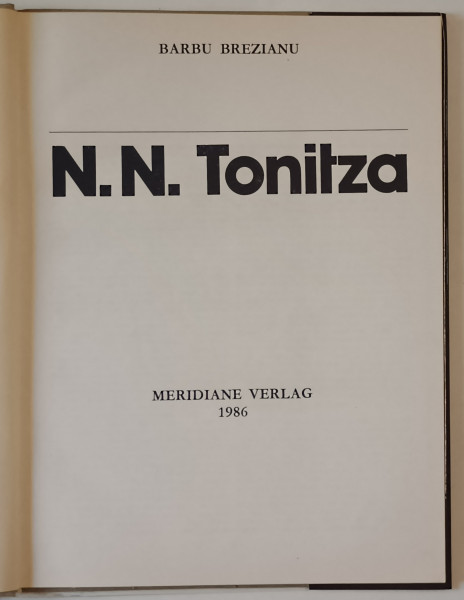 BARBU BREZIANU
N. N. Tonitza
MERIDIANE VERLAG
1986